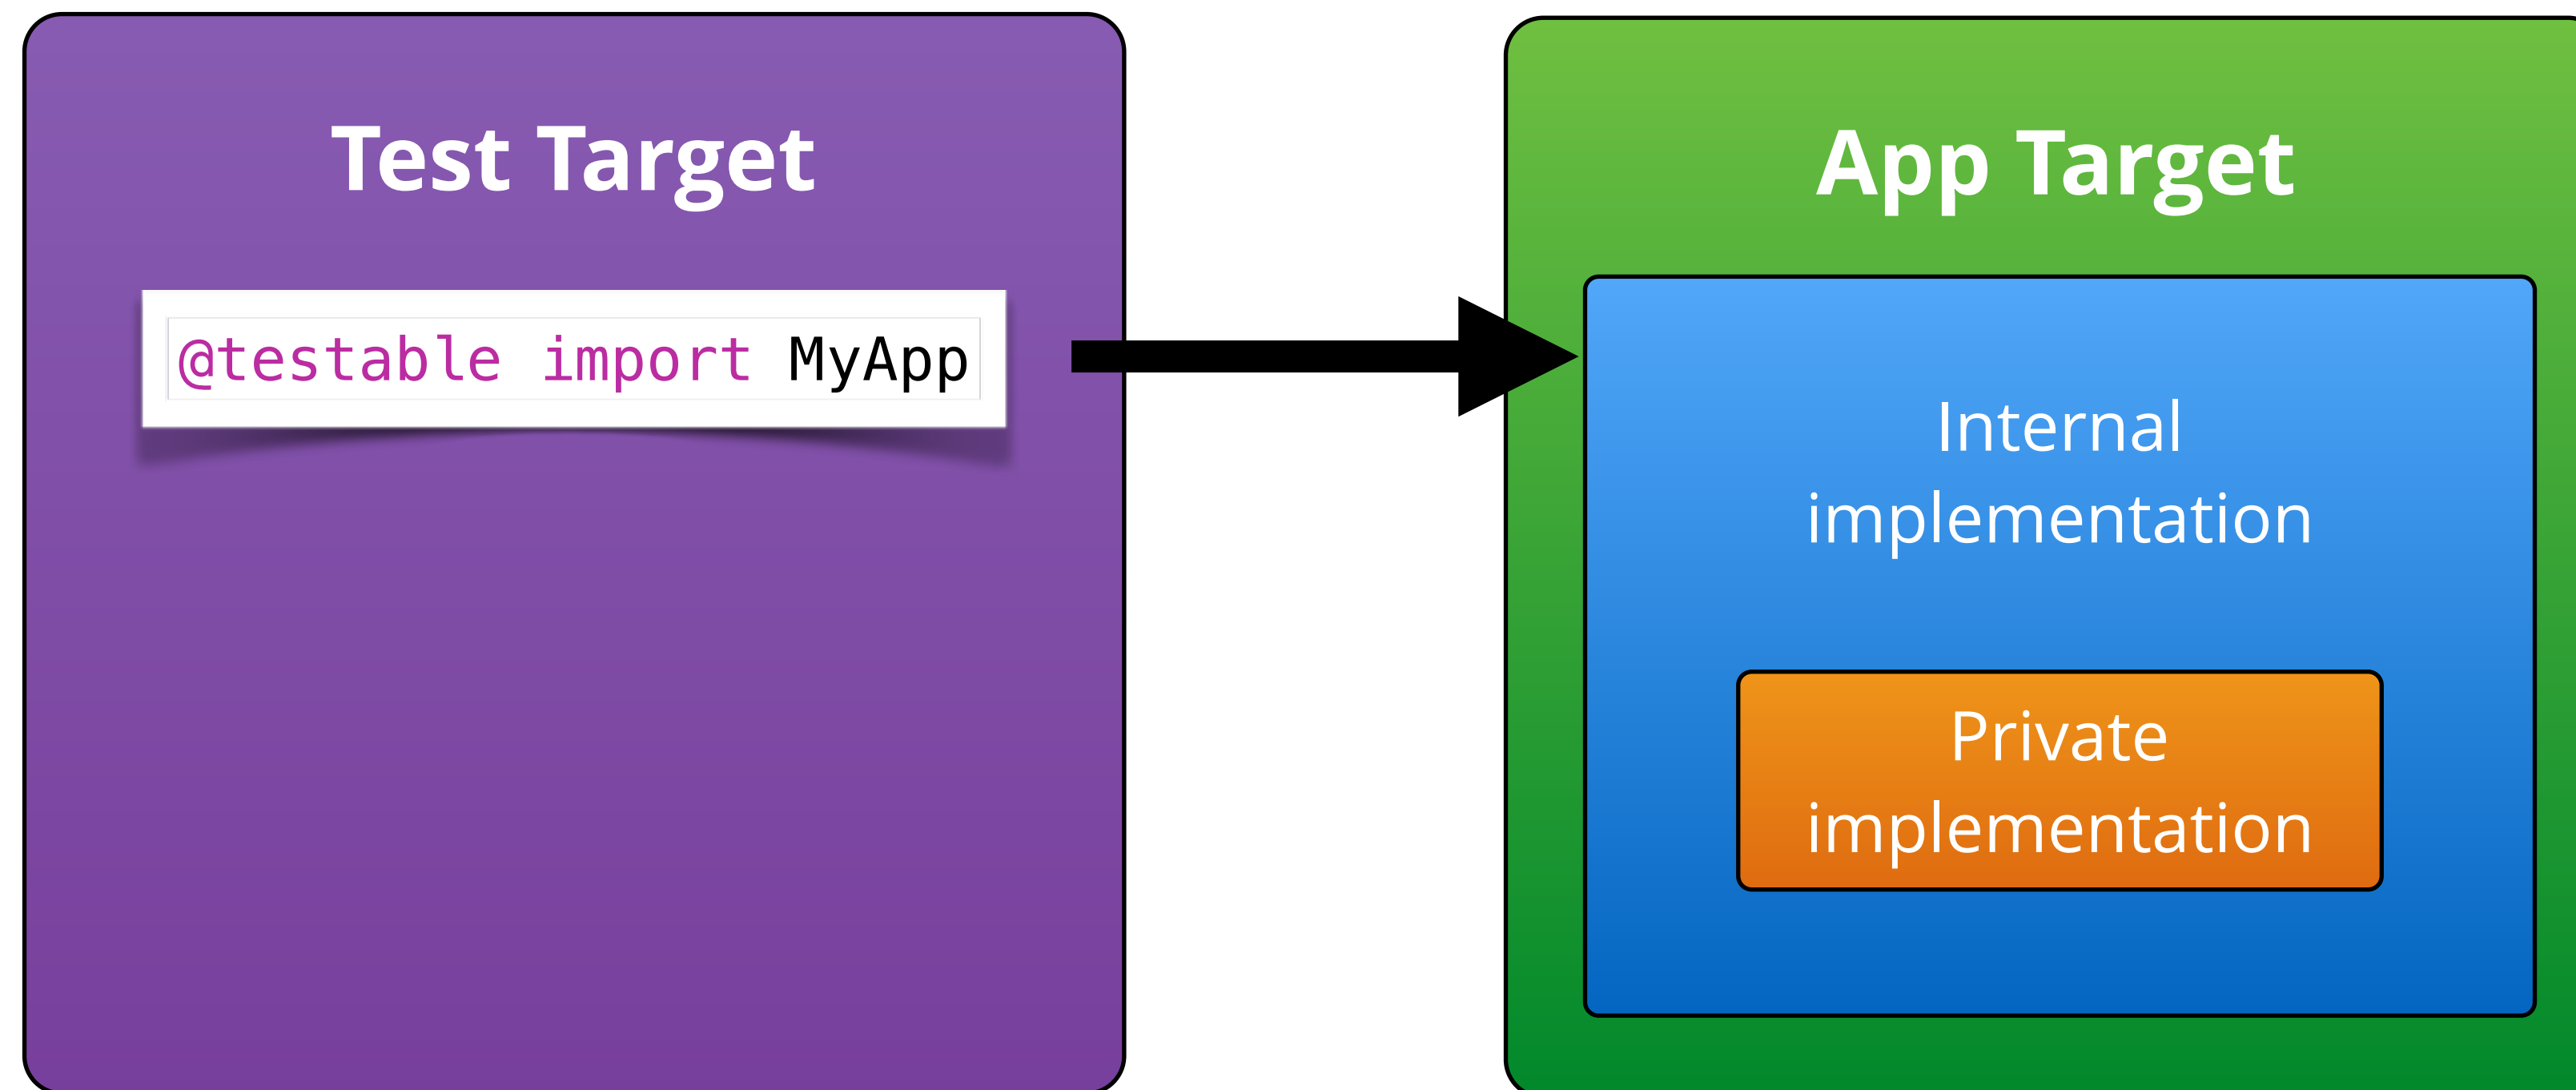 Test Target
@testable import MyApp
App Target
Internal
implementation
Private
implementation